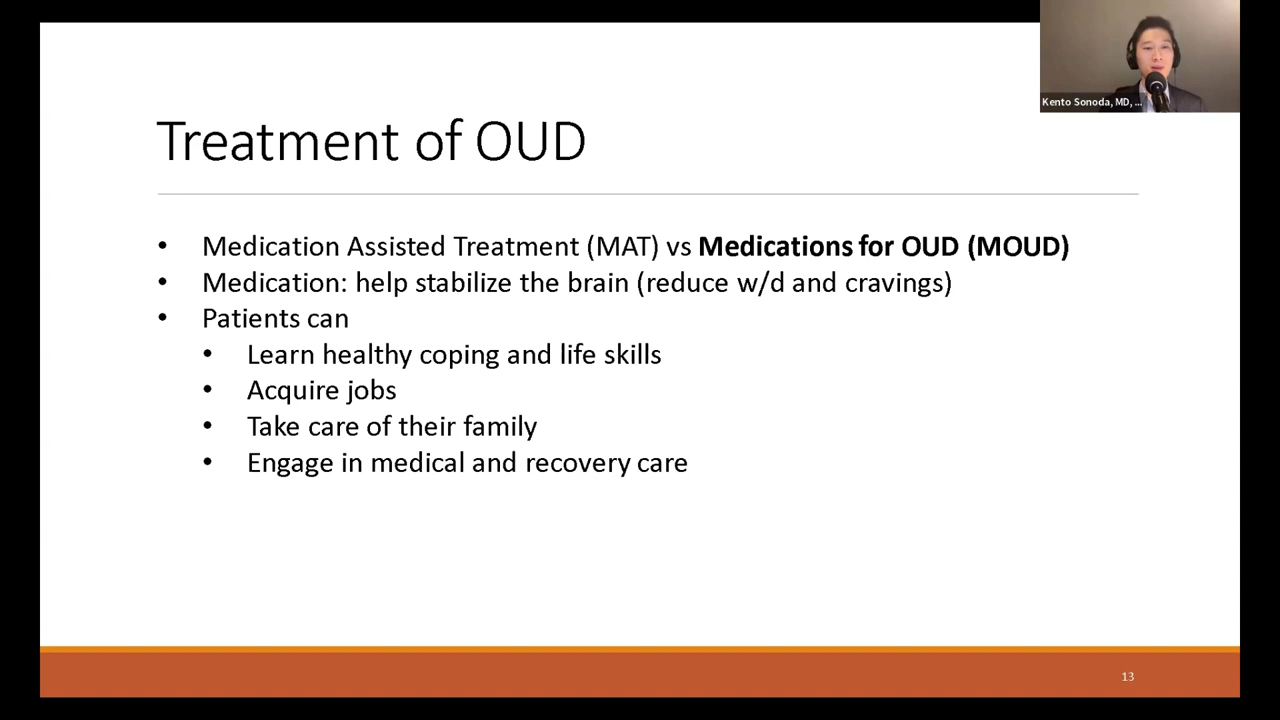 Kento Sonoda, MD, ...
Treatment of OUD
• Medication Assisted Treatment (MAT) vs Medications for OUD (MOUD)
• Medication: help stabilize the brain (reduce w/d and cravings)
• Patients can
• Learn healthy coping and life skills
• Acquire jobs
• Take care of their family
• Engage in medical and recovery care
13